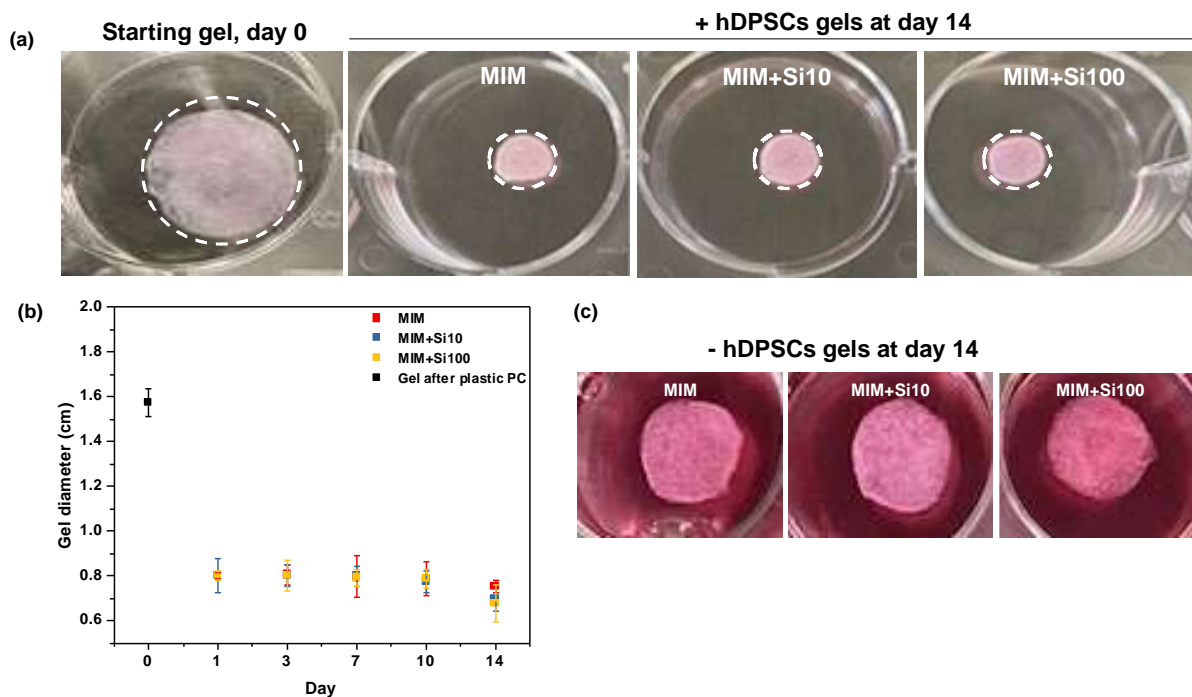 (a)
Starting gel, day 0
+ hDPSCs gels at day 14
MIM
MIM+Si10
MIM+Si100
(b)
2.0
1.8
1.6
1.4
1.2
1.0
0.8
0.6
Gel diameter (cm)
MIM
MIM+Si10
MIM+Si100
Gel after plastic PC
0 1 3 7 10 14
Day
(c)
- hDPSCs gels at day 14
MIM
MIM+Si10
MIM+Si100